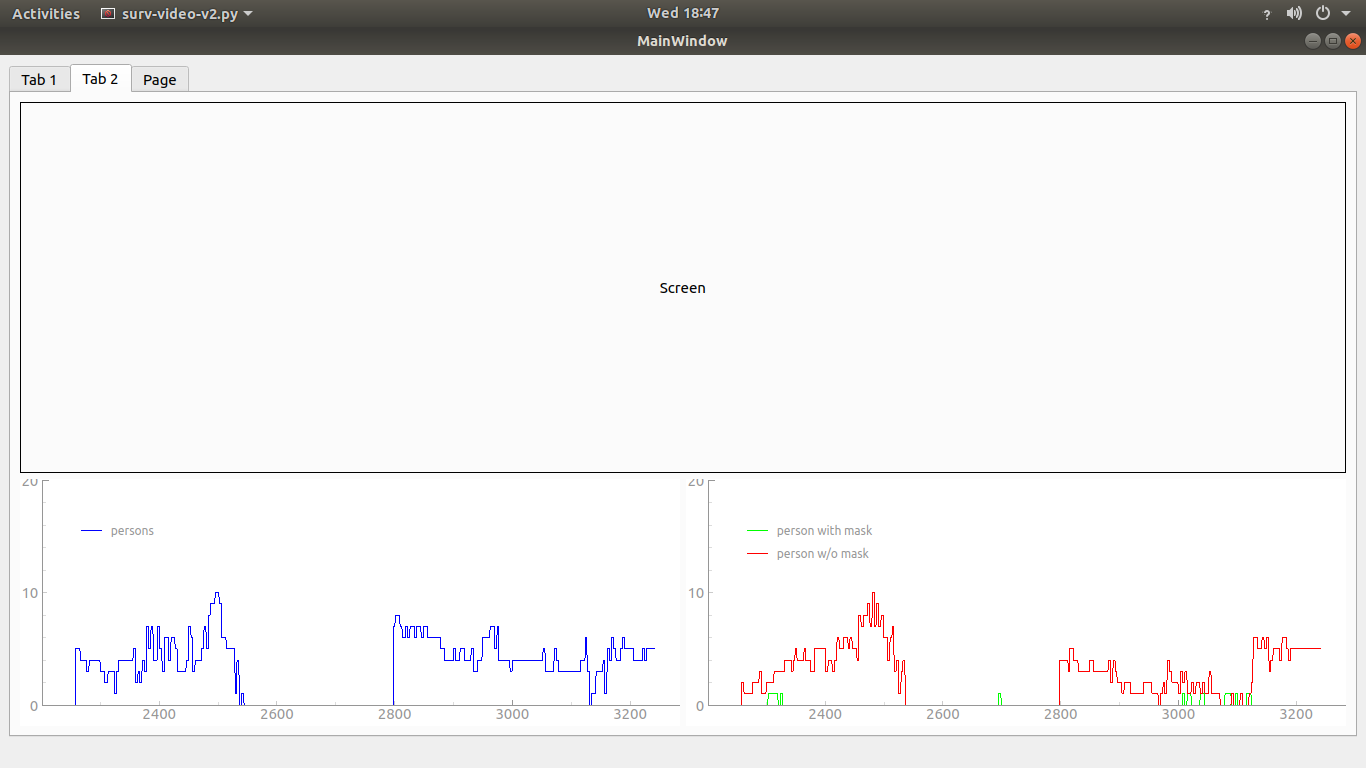 Activities surv-video-v2.py Wed 18:47 ?
MainWindow
Tab 1 Tab 2 Page
Screen
20 20
persons person with mask
person w/o mask
10 10
0 0
2400 2600 2800 3000 3200 2400 2600 2800 3000 3200